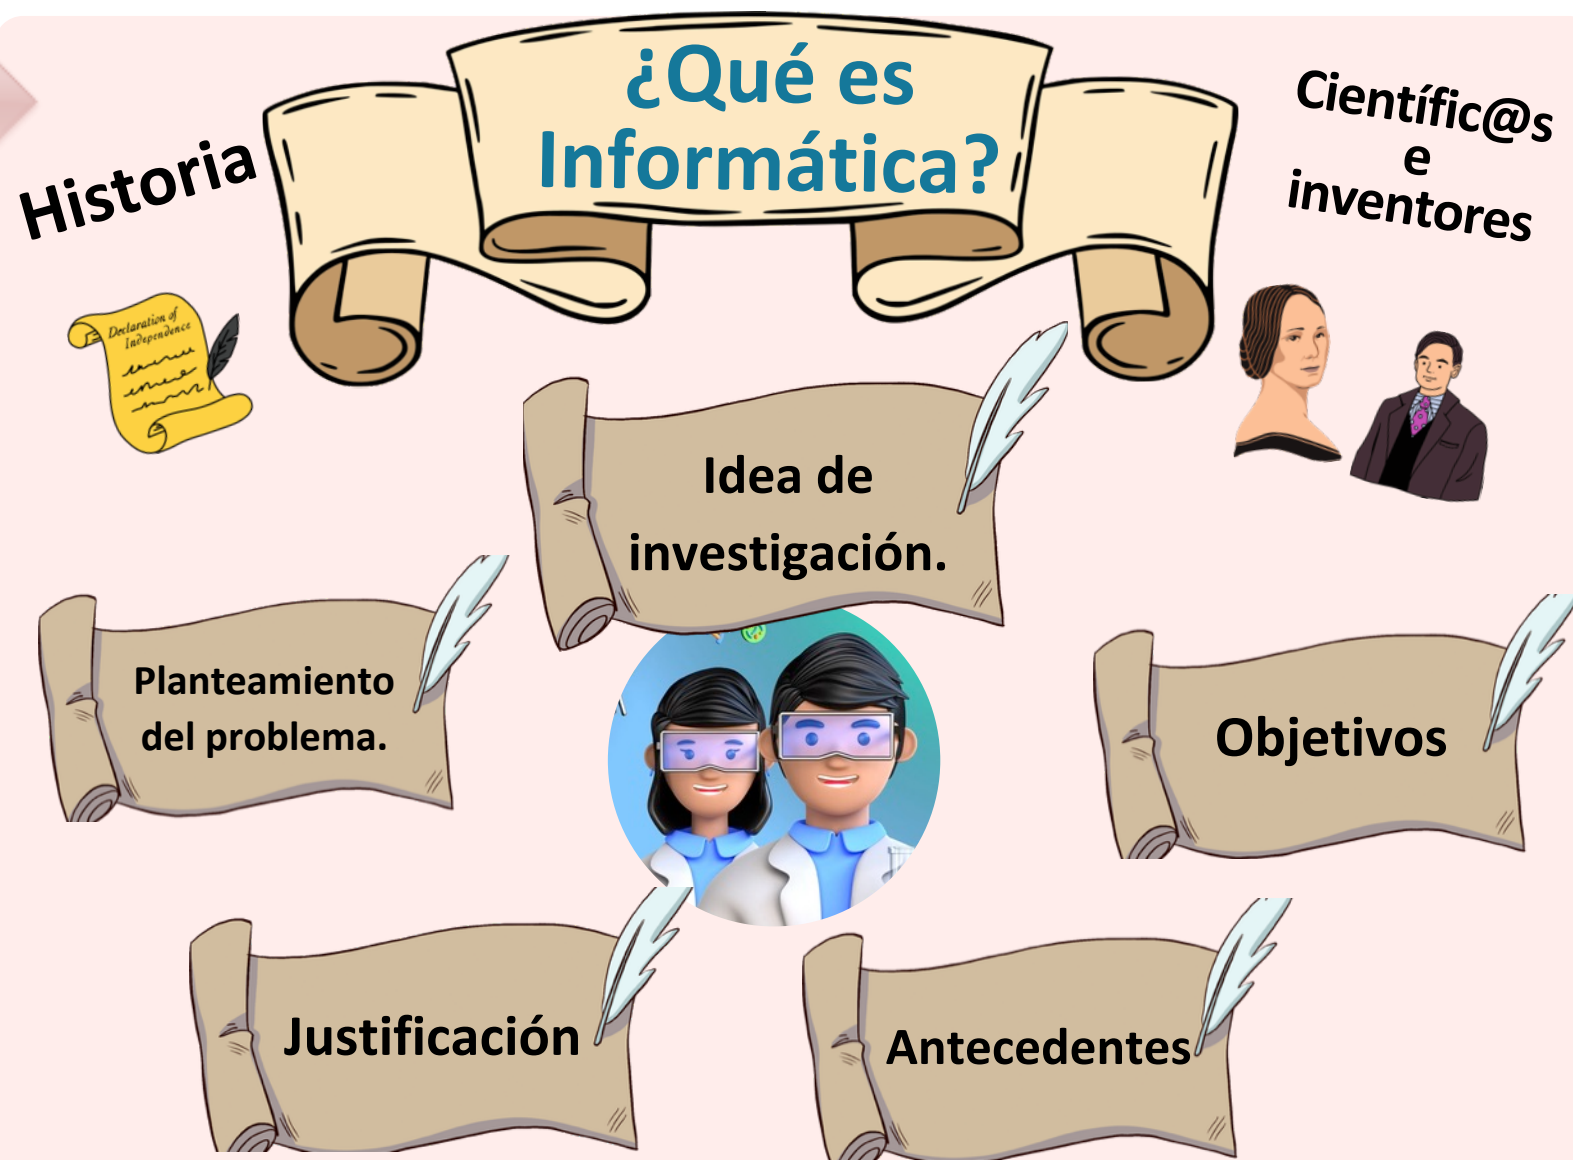 ¿Qué es
Informática?
Historia
Científic@s
e
inventores
Declaration of
Independence
Idea de
investigación.
Planteamiento
del problema.
Objetivos
Justificación
Antecedentes